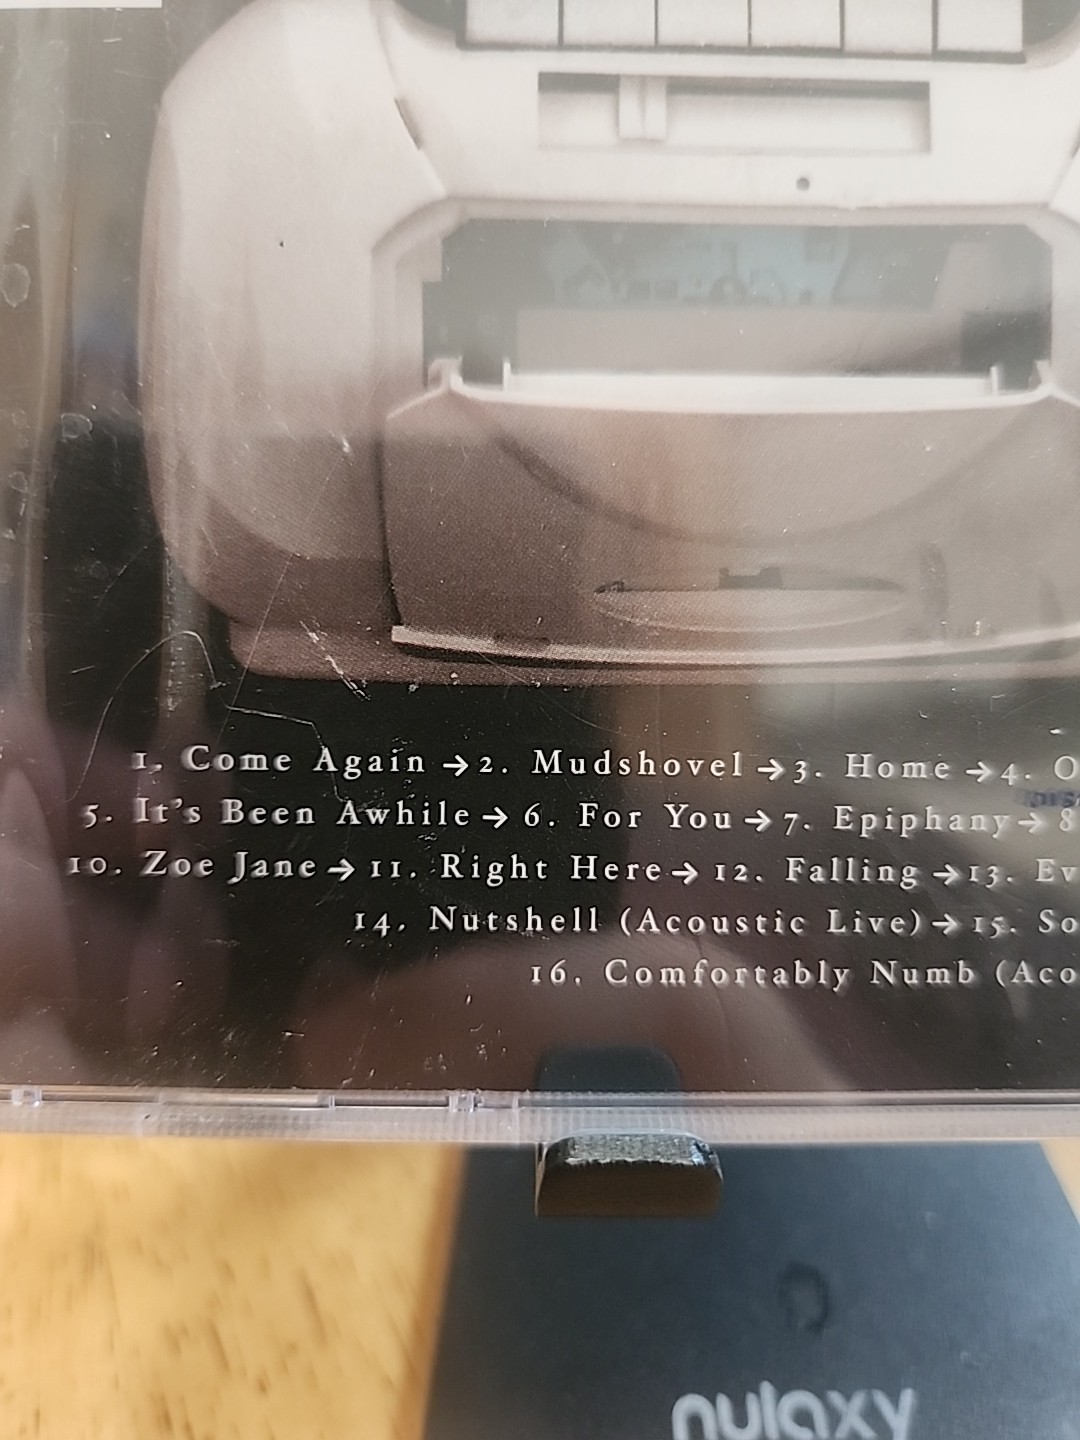 1. Come Again →2. Mudshovel →3. Home →4. O
5. It's Been Awhile → 6. For You → 7. Epiphany → 8
10. Zoe Jane → 11. Right Here → 12. Falling →13. Ev
14. Nutshell (Acoustic Live) → 15. So
16. Comfortably Numb (Aco
nulaxy